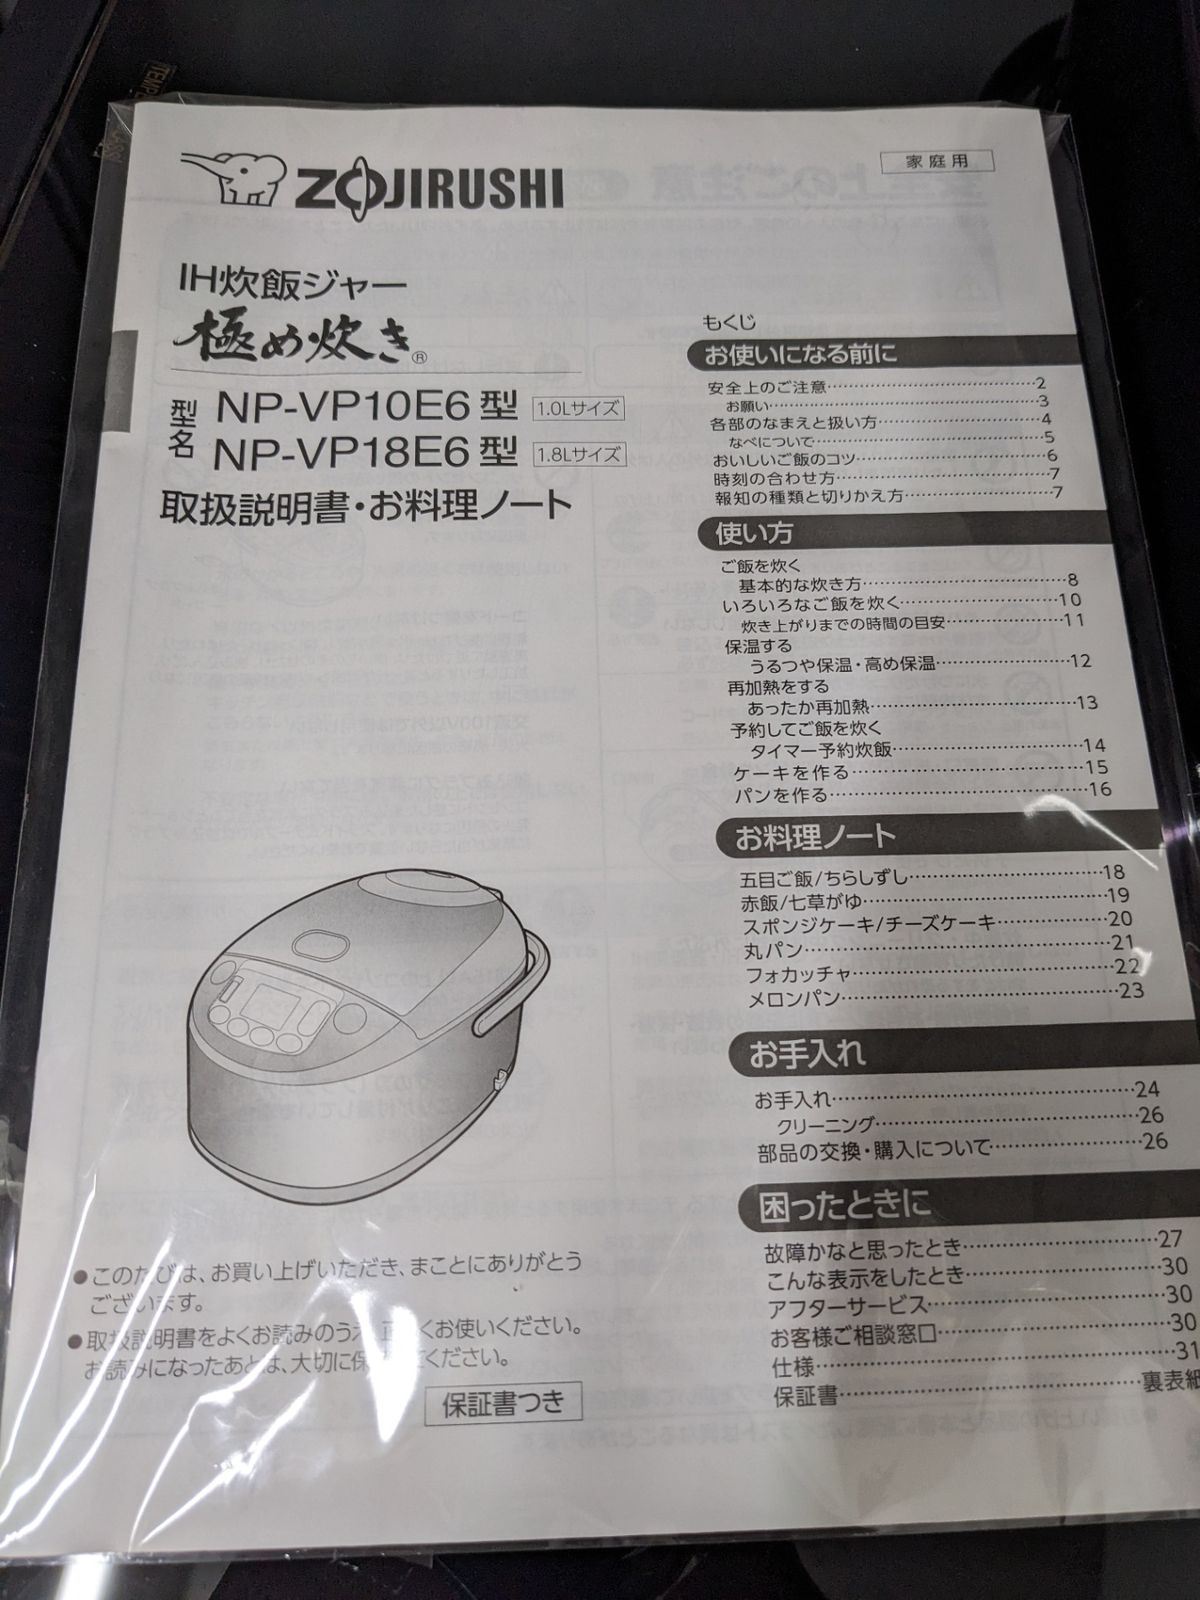 ZOJIRUSHI
家庭用
IH炊飯ジャー
極め炊き®
型名
NP-VP10E6型 1.0Lサイズ
NP-VP18E6型 1.8Lサイズ
取扱説明書・お料理ノート
もくじ
お使いになる前に
安全上のご注意……2
お願い……3
各部のなまえと扱い方……4
なべについて……5
おいしいご飯のコツ……6
時刻の合わせ方……7
報知の種類と切りかえ方……7
使い方
ご飯を炊く
基本的な炊き方……8
いろいろなご飯を炊く……10
炊き上がりまでの時間の目安……11
保温する
うるつや保温・高め保温……12
再加熱をする
あったか再加熱……13
予約してご飯を炊く
タイマー予約炊飯……14
ケーキを作る……15
パンを作る……16
お料理ノート
五目ご飯/ちらしずし……18
赤飯/七草がゆ……19
スポンジケーキ/チーズケーキ……20
丸パン……21
フォカッチャ……22
メロンパン……23
お手入れ
お手入れ……24
クリーニング……26
部品の交換・購入について……26
困ったときに
故障かなと思ったとき……27
こんな表示をしたとき……30
アフターサービス……30
お客様ご相談窓口……30
仕様……31
保証書……裏表紙
●このたびは、お買い上げいただき、まことにありがとう
ございます。
●取扱説明書をよくお読みのうえ、正しくお使いください。
お読みになったあとは、大切に保存してください。
保証書つき